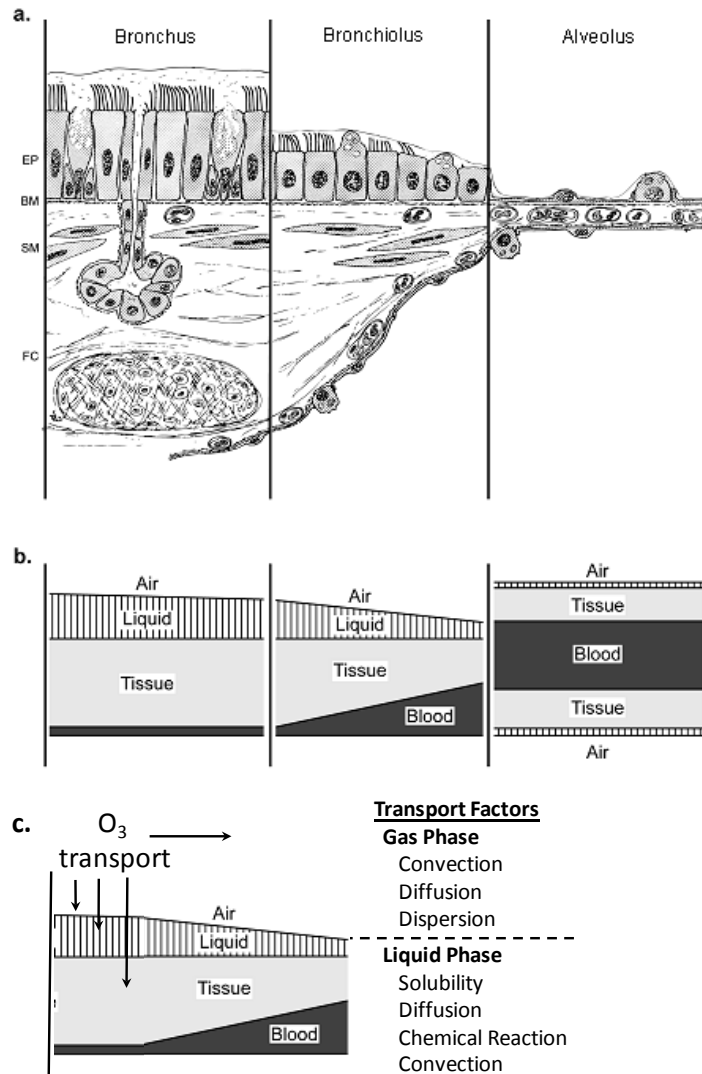 a.
Bronchus Bronchiolus Alveolus
EP
BM
SM
FC
b.
Air Air Air
Liquid Liquid Tissue
Tissue Tissue Blood
Blood Tissue
Air
c.
O3
transport
Air
Liquid
Tissue
Blood
Transport Factors
Gas Phase
Convection
Diffusion
Dispersion
Liquid Phase
Solubility
Diffusion
Chemical Reaction
Convection